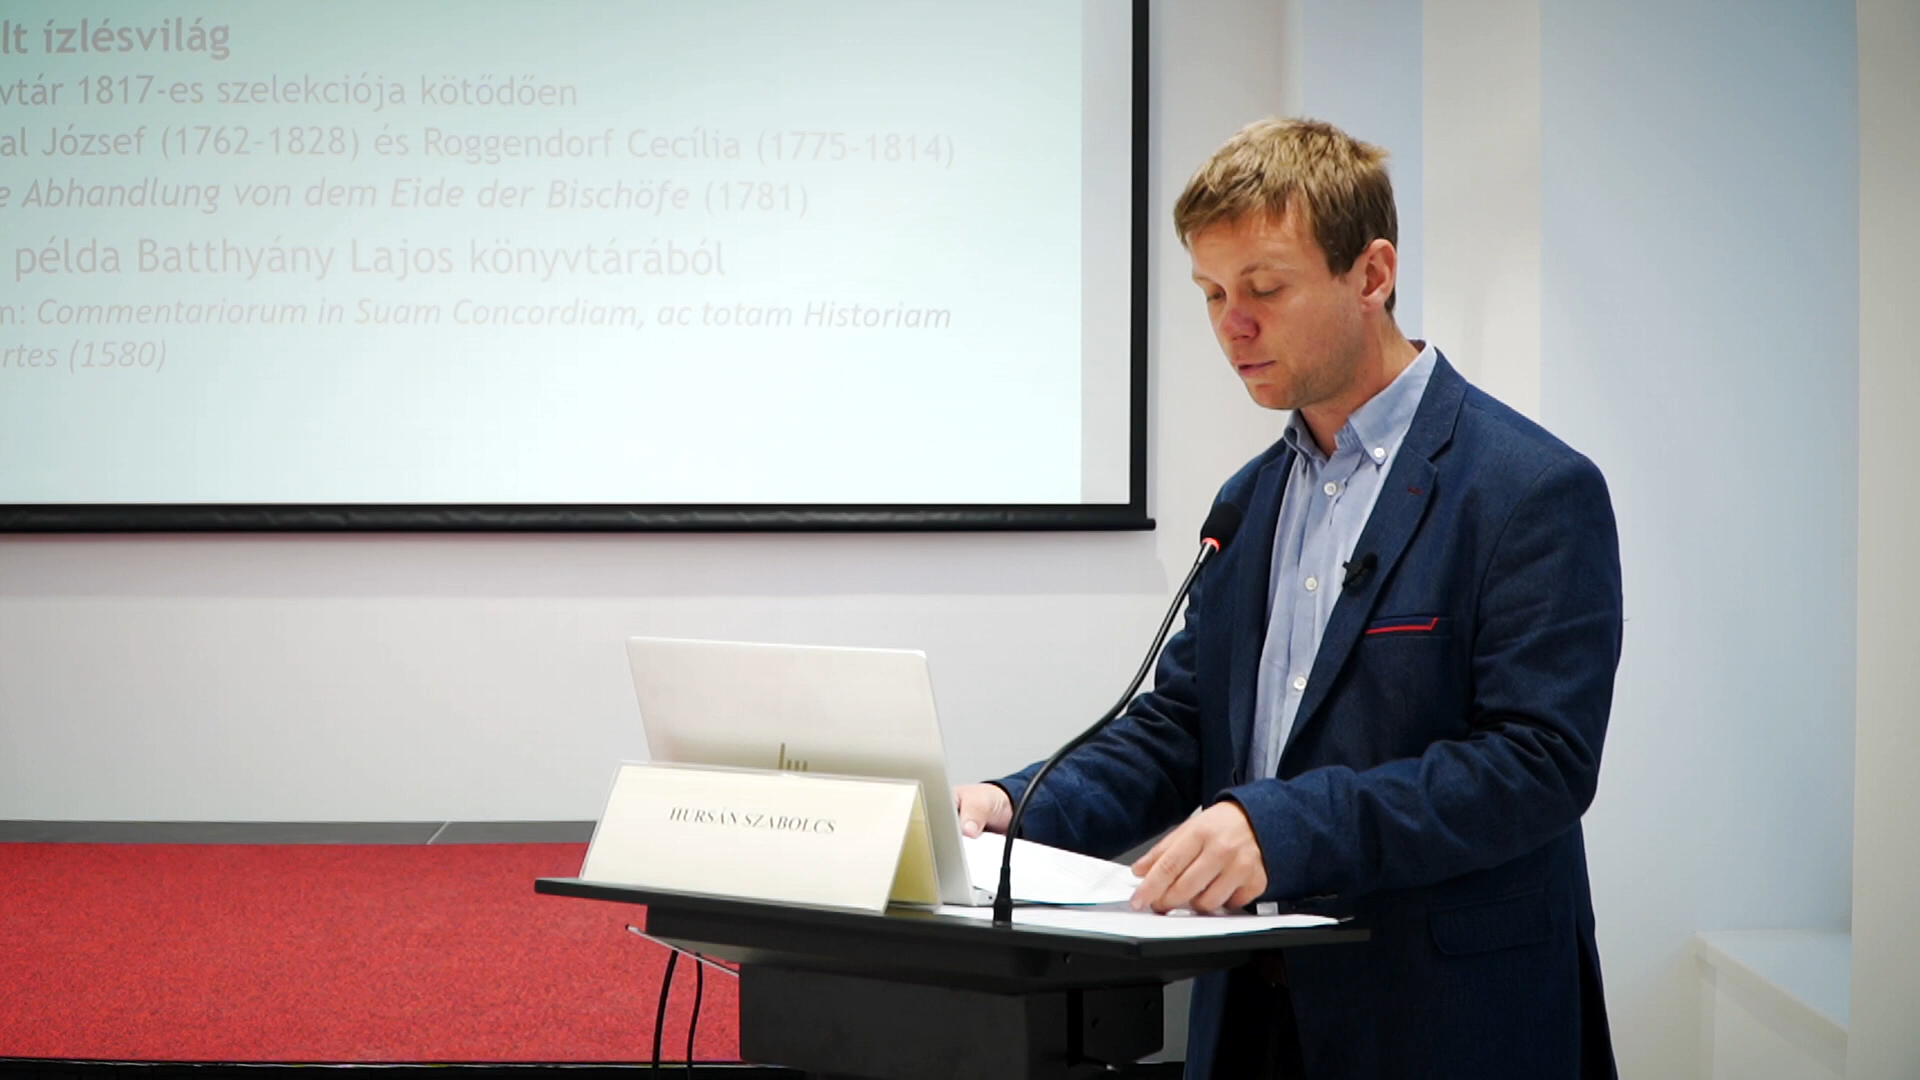 lt ízlésvilág
vtár 1817-es szelekciója kötődően
al József (1762-1828) és Roggendorf Cecília (1775-1814)
e Abhandlung von dem Eide der Bischöfe (1781)
példa Batthyány Lajos könyvtárából
n: Commentariorum in Suam Concordiam, ac totam Historiam
rtes (1580)
hp
HURSÁN SZABOLCS